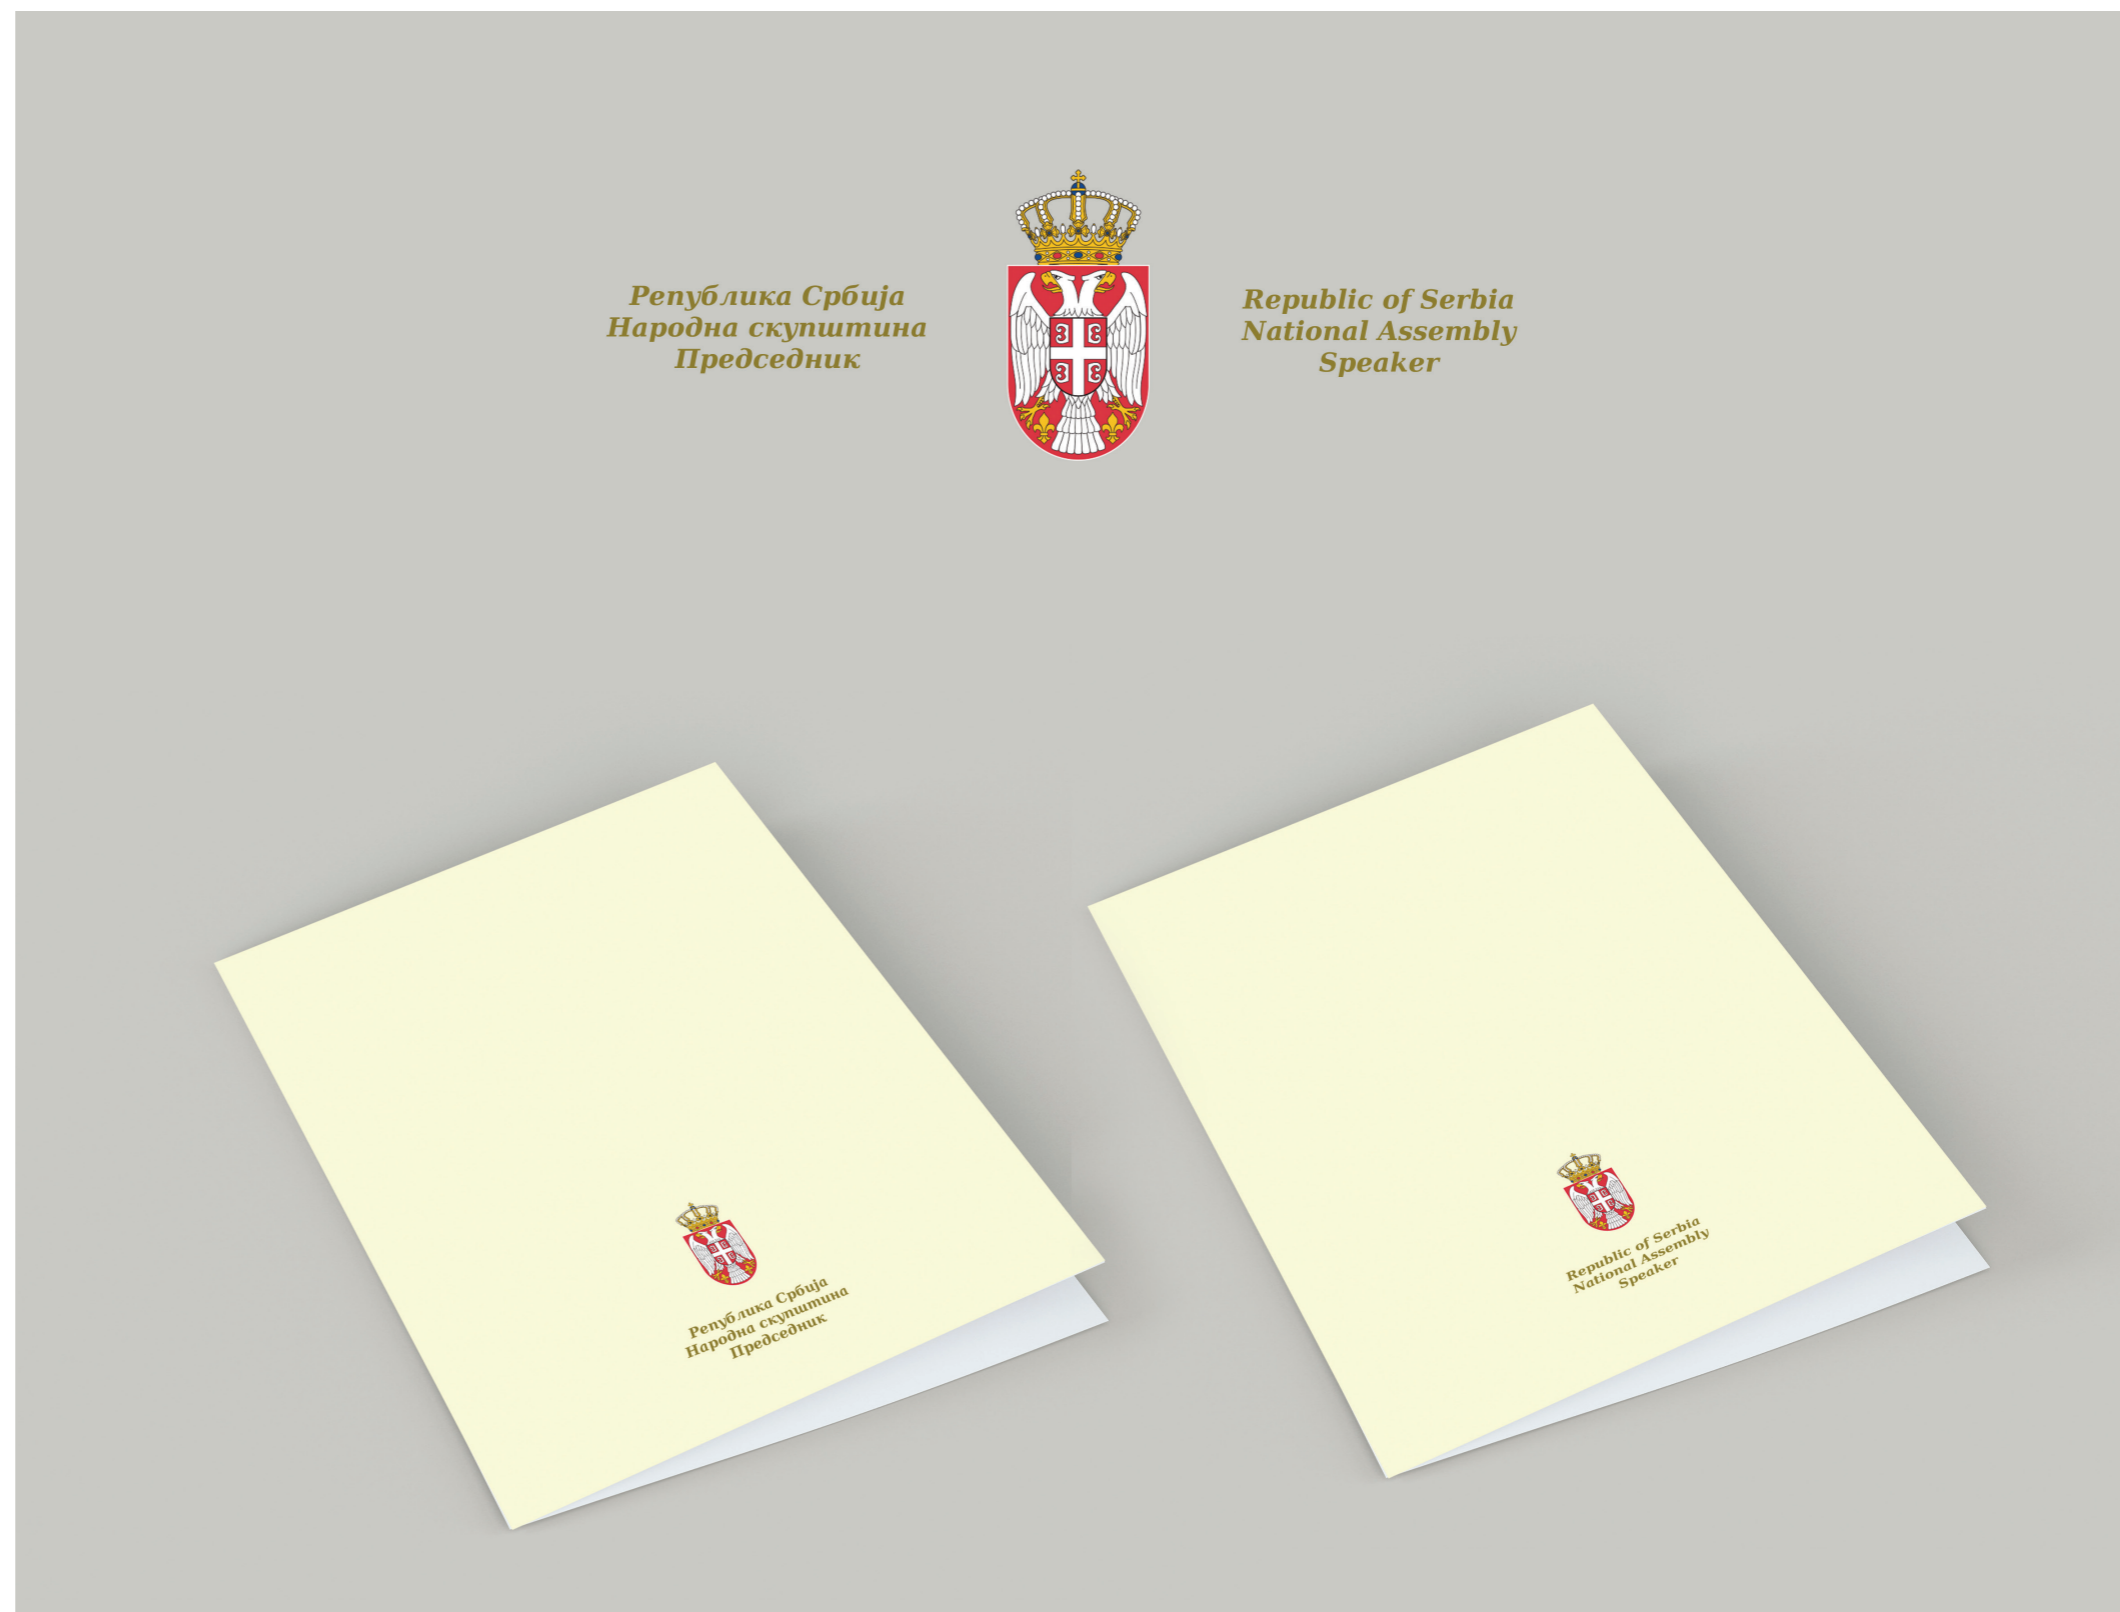 Република Србија
Народна скупштина
Председник
Republic of Serbia
National Assembly
Speaker
Република Србија
Народна скупштина
Председник
Republic of Serbia
National Assembly
Speaker